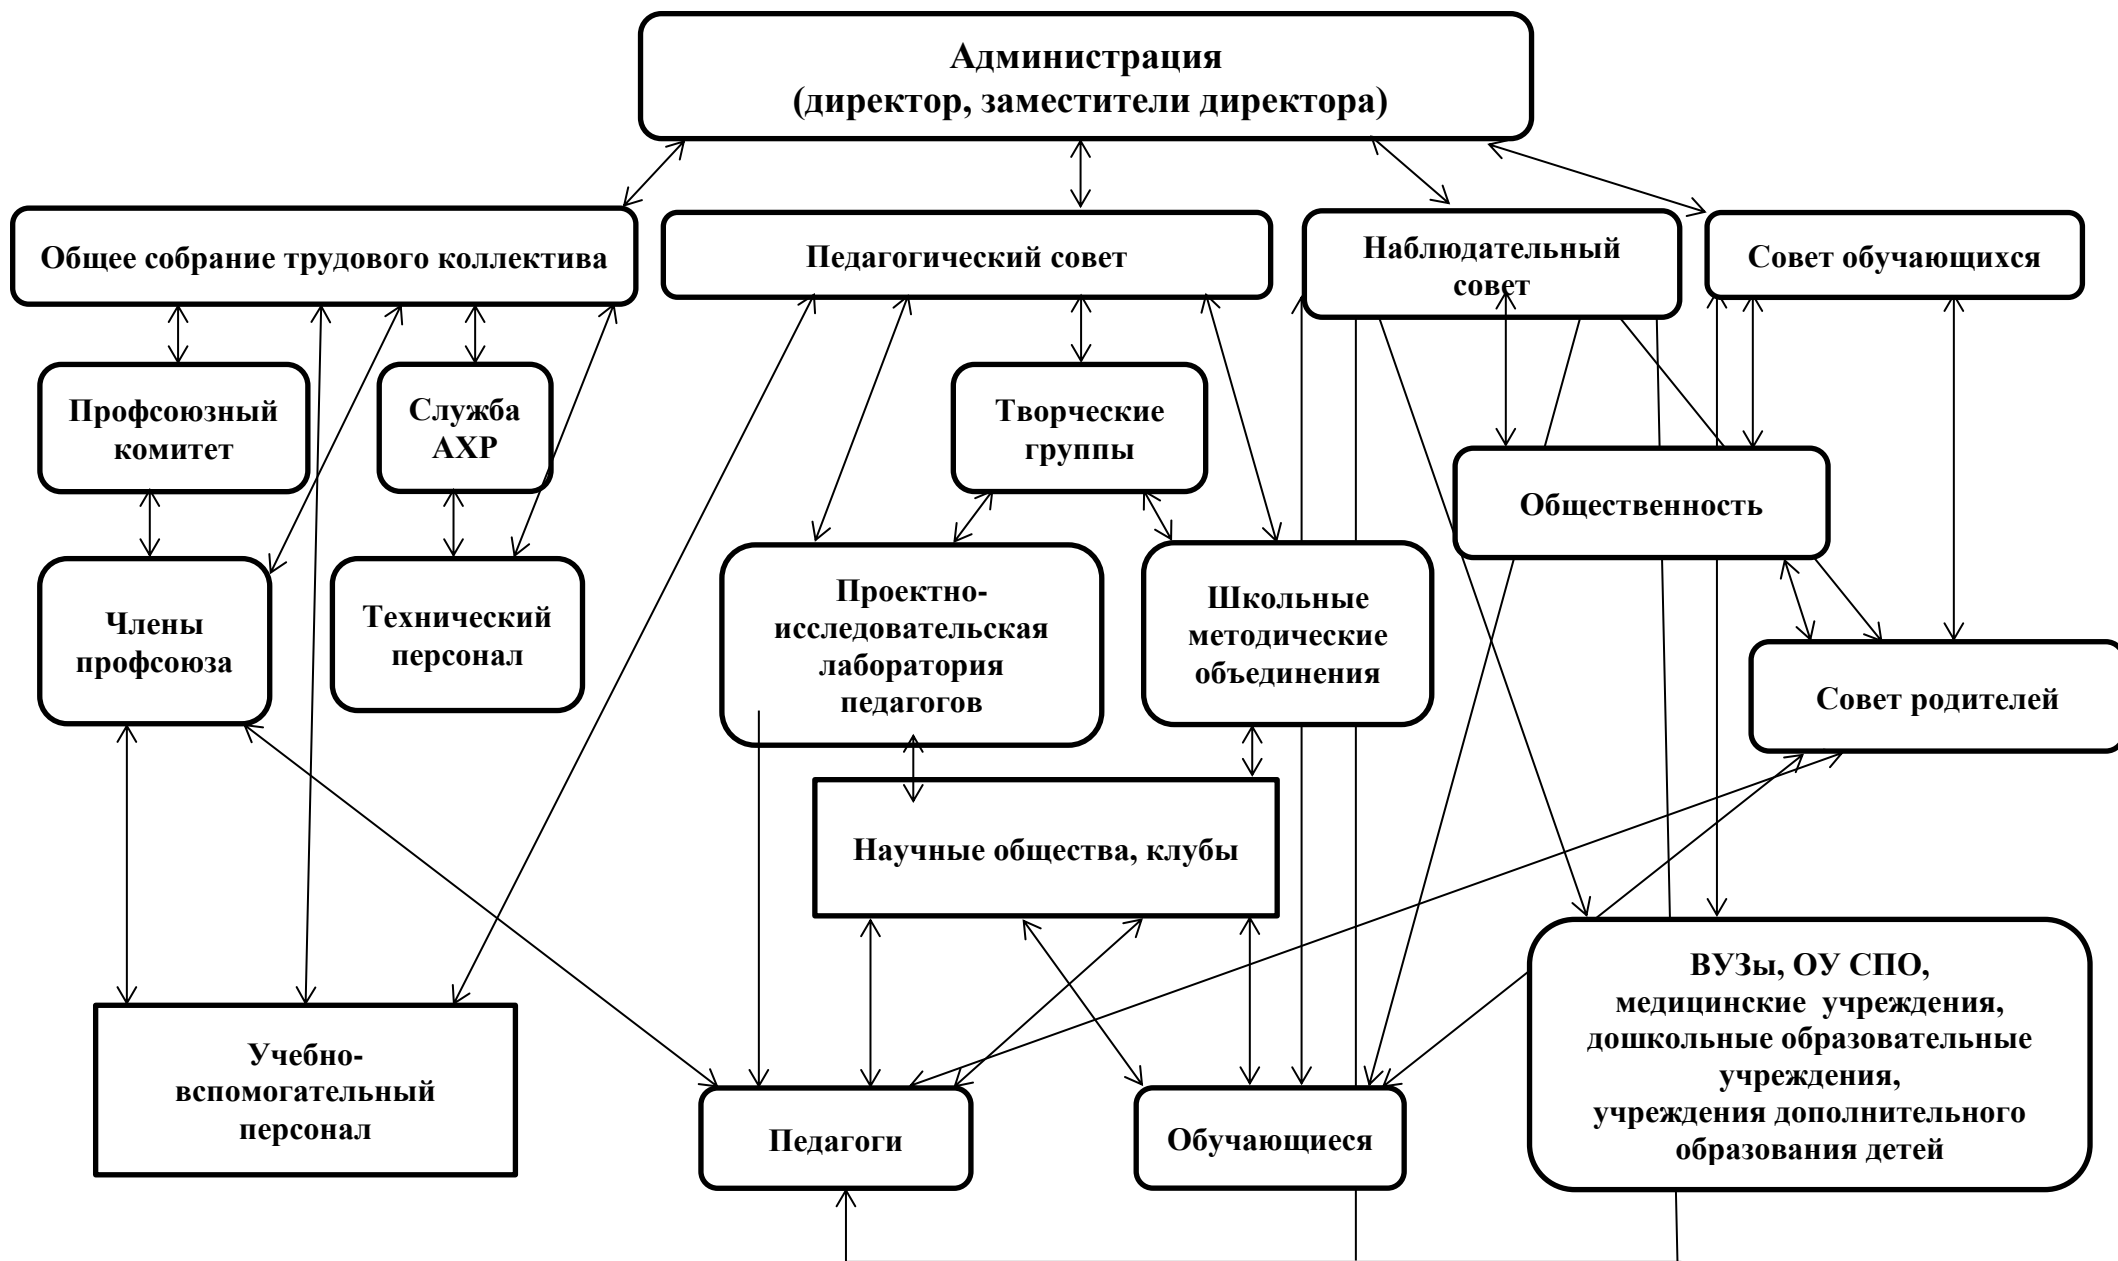 Администрация
(директор, заместители директора)
Общее собрание трудового коллектива
Педагогический совет
Наблюдательный
совет
Совет обучающихся
Профсоюзный
комитет
Служба
АХР
Творческие
группы
Общественность
Члены
профсоюза
Технический
персонал
Проектно-
исследовательская
лаборатория
педагогов
Школьные
методические
объединения
Совет родителей
Научные общества, клубы
Учебно-
вспомогательный
персонал
Педагоги
Обучающиеся
ВУЗы, ОУ СПО,
медицинские учреждения,
дошкольные образовательные
учреждения,
учреждения дополнительного
образования детей